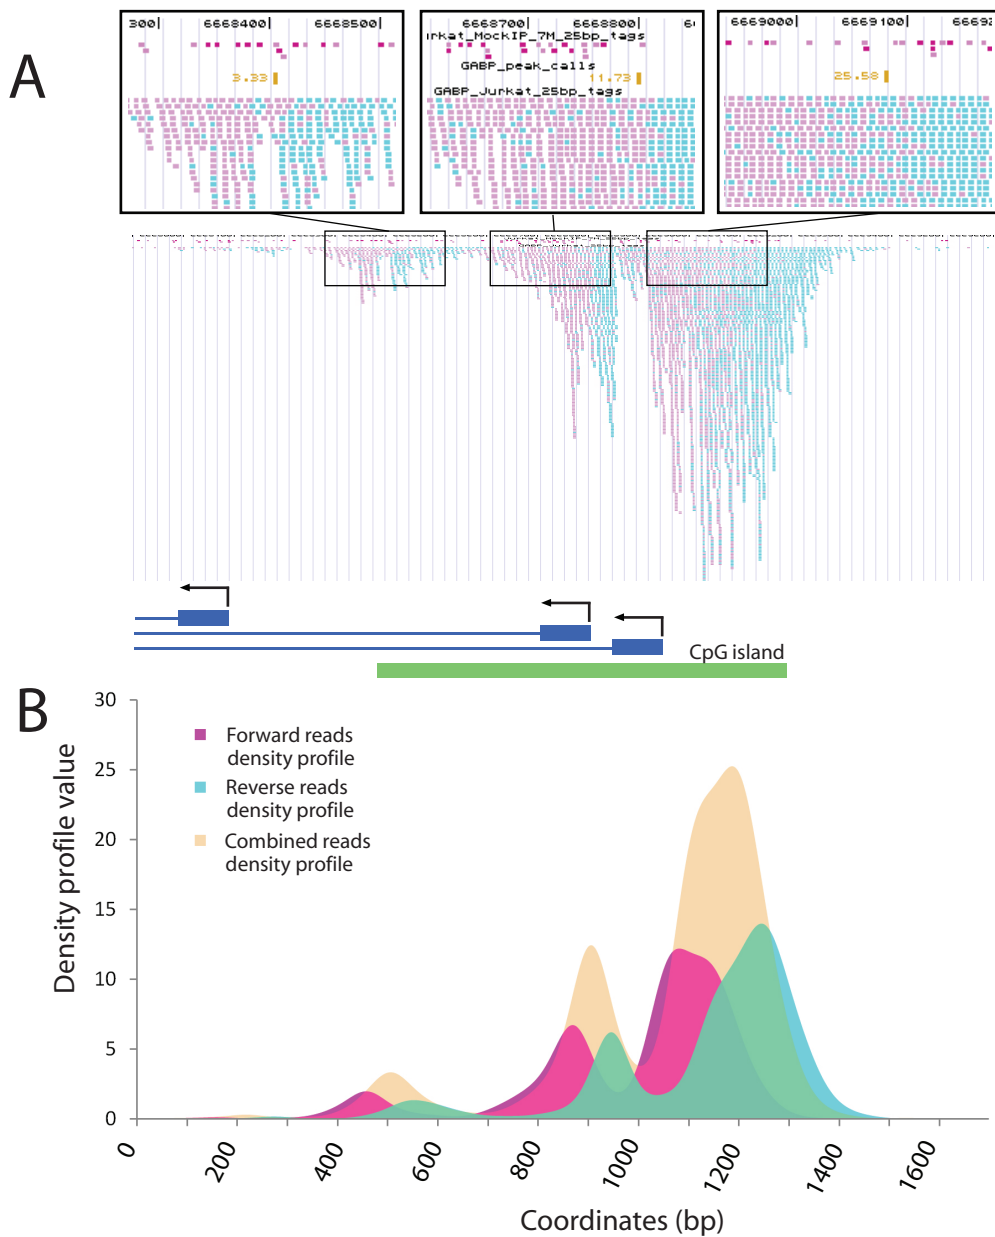 A
300 6668400 6668500
3.33
6668700 6668800 6
rkat_MockIP_7M_25bp_tags
GABP_peak_calls
11.73
GABP_Jurkat_25bp_tags
6669000 6669100 66692
25.58
CpG island
B
30
25
20
15
10
5
0
Density profile value
Forward reads
density profile
Reverse reads
density profile
Combined reads
density profile
0 200 400 600 800 1000 1200 1400 1600
Coordinates (bp)